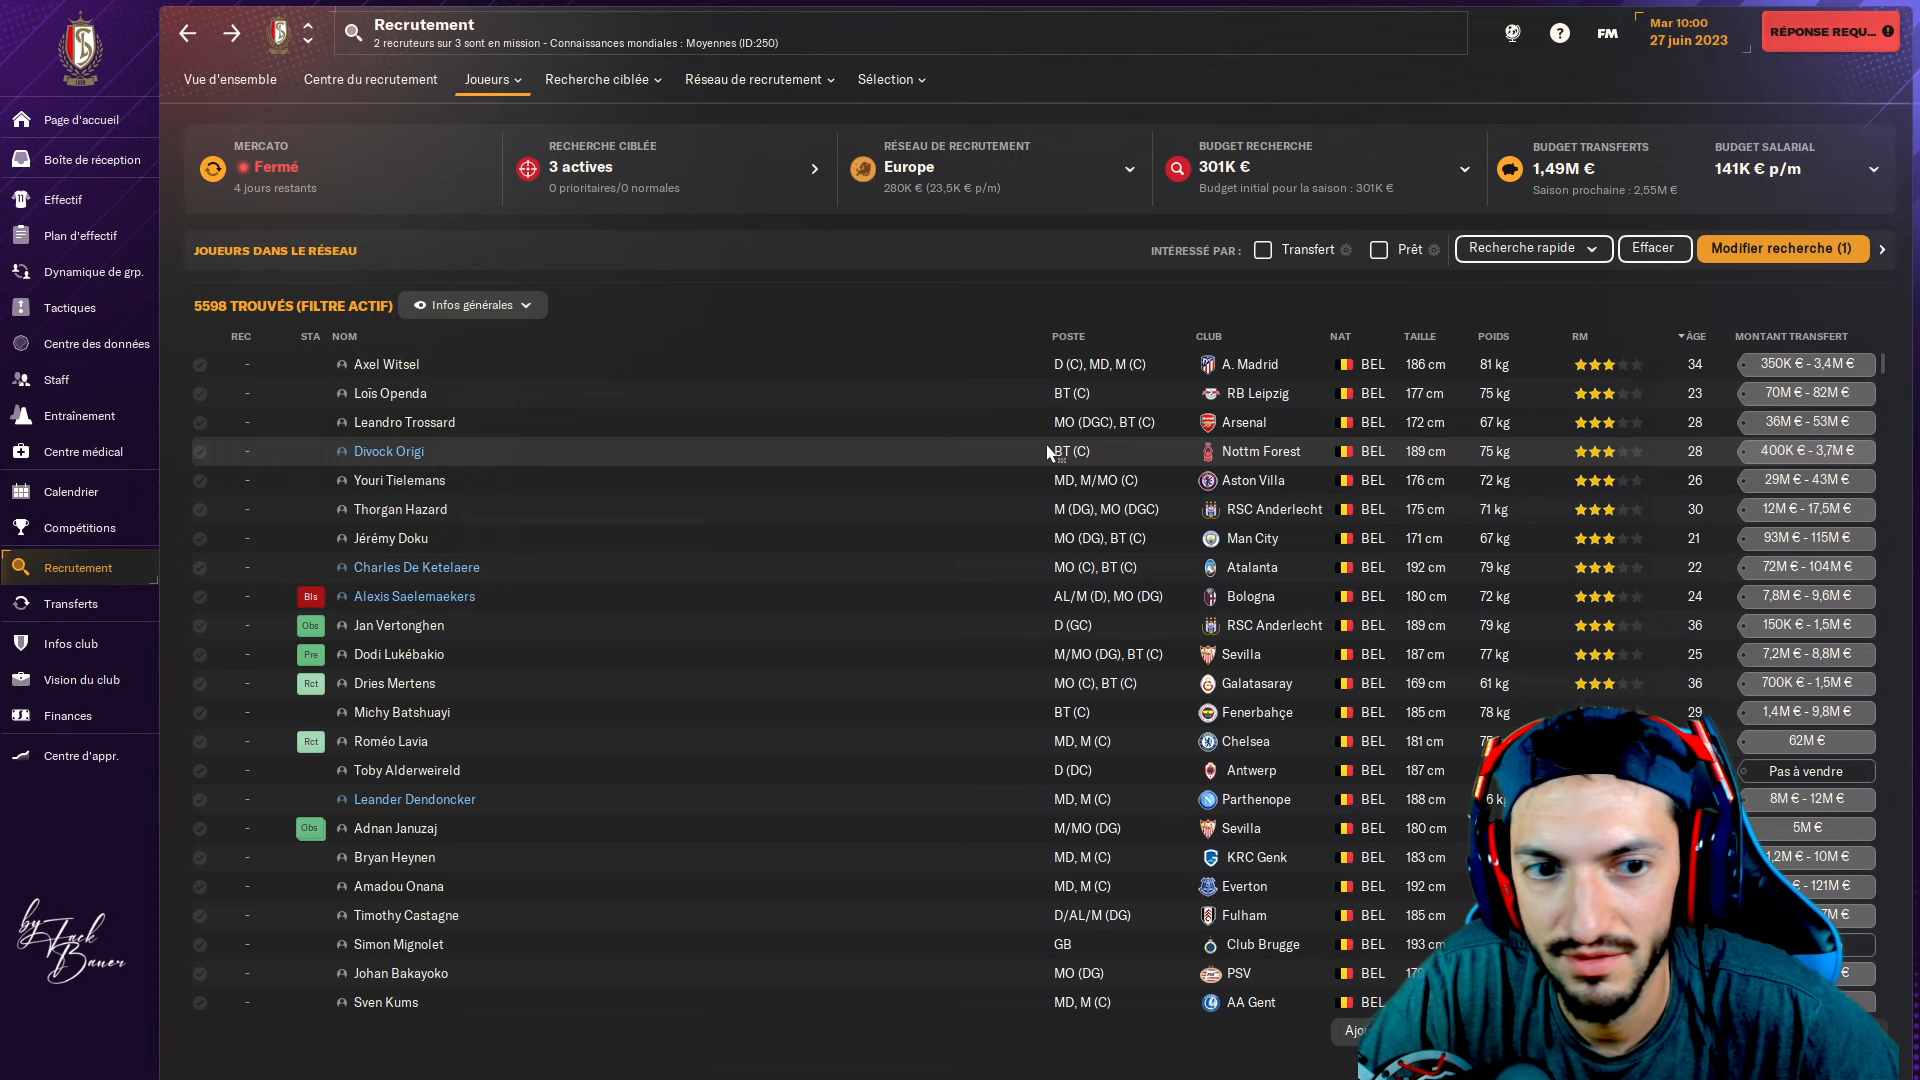 Recrutement
2 recruteurs sur 3 sont en mission - Connaissances mondiales : Moyennes (ID:250)
FM
Mar 10:00
27 juin 2023
RÉPONSE REQU...
Vue d'ensemble Centre du recrutement Joueurs Recherche ciblée Réseau de recrutement Sélection
Page d'accueil
Boîte de réception
Effectif
Plan d'effectif
Dynamique de grp.
Tactiques
Centre des données
Staff
Entraînement
Centre médical
Calendrier
Compétitions
Recrutement
Transferts
Infos club
Vision du club
Finances
Centre d'appr.
by Jack Bauer
MERCATO
Fermé
4 jours restants
RECHERCHE CIBLÉE
3 actives
0 prioritaires/0 normales
RÉSEAU DE RECRUTEMENT
Europe
280K € (23,5K € p/m)
BUDGET RECHERCHE
301K €
Budget initial pour la saison : 301K €
BUDGET TRANSFERTS
1,49M €
Saison prochaine : 2,55M €
BUDGET SALARIAL
141K € p/m
JOUEURS DANS LE RÉSEAU
INTÉRESSÉ PAR : Transfert Prêt Recherche rapide Effacer Modifier recherche (1)
5598 TROUVÉS (FILTRE ACTIF) Infos générales
REC STA NOM POSTE CLUB NAT TAILLE POIDS RM ÂGE MONTANT TRANSFERT
- Axel Witsel D (C), MD, M (C) A. Madrid BEL 186 cm 81 kg 34 350K € - 3,4M €
- Loïs Openda BT (C) RB Leipzig BEL 177 cm 75 kg 23 70M € - 82M €
- Leandro Trossard MO (DGC), BT (C) Arsenal BEL 172 cm 67 kg 28 36M € - 53M €
- Divock Origi BT (C) Nottm Forest BEL 189 cm 75 kg 28 400K € - 3,7M €
- Youri Tielemans MD, M/MO (C) Aston Villa BEL 176 cm 72 kg 26 29M € - 43M €
- Thorgan Hazard M (DG), MO (DGC) RSC Anderlecht BEL 175 cm 71 kg 30 12M € - 17,5M €
- Jérémy Doku MO (DG), BT (C) Man City BEL 171 cm 67 kg 21 93M € - 115M €
- Charles De Ketelaere MO (C), BT (C) Atalanta BEL 192 cm 79 kg 22 72M € - 104M €
- Bls Alexis Saelemaekers AL/M (D), MO (DG) Bologna BEL 180 cm 72 kg 24 7,8M € - 9,6M €
- Obs Jan Vertonghen D (GC) RSC Anderlecht BEL 189 cm 79 kg 36 150K € - 1,5M €
- Pre Dodi Lukébakio M/MO (DG), BT (C) Sevilla BEL 187 cm 77 kg 25 7,2M € - 8,8M €
- Rct Dries Mertens MO (C), BT (C) Galatasaray BEL 169 cm 61 kg 36 700K € - 1,5M €
- Michy Batshuayi BT (C) Fenerbahçe BEL 185 cm 78 kg 29 1,4M € - 9,8M €
- Rct Roméo Lavia MD, M (C) Chelsea BEL 181 cm 62M €
- Toby Alderweireld D (DC) Antwerp BEL 187 cm Pas à vendre
- Leander Dendoncker MD, M (C) Parthenope BEL 188 cm 8M € - 12M €
- Obs Adnan Januzaj M/MO (DG) Sevilla BEL 180 cm 5M €
- Bryan Heynen MD, M (C) KRC Genk BEL 183 cm 1,2M € - 10M €
- Amadou Onana MD, M (C) Everton BEL 192 cm € - 121M €
- Timothy Castagne D/AL/M (DG) Fulham BEL 185 cm
- Simon Mignolet GB Club Brugge BEL 193 cm
- Johan Bakayoko MO (DG) PSV BEL
- Sven Kums MD, M (C) AA Gent BEL